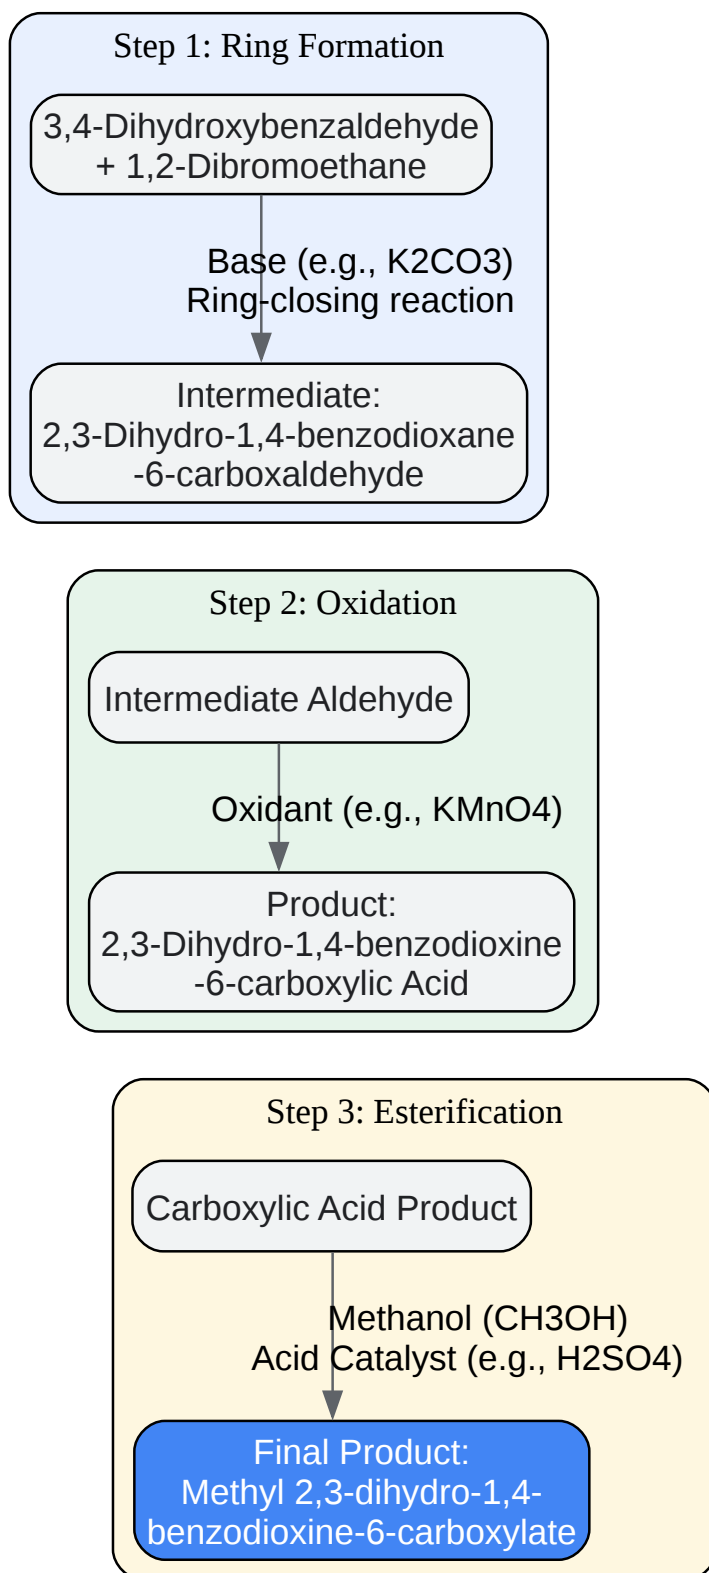 Step 1: Ring Formation
3,4-Dihydroxybenzaldehyde
+ 1,2-Dibromoethane
Base (e.g., K2CO3)
Ring-closing reaction
Intermediate:
2,3-Dihydro-1,4-benzodioxane
-6-carboxaldehyde
Step 2: Oxidation
Intermediate Aldehyde
Oxidant (e.g., KMnO4)
Product:
2,3-Dihydro-1,4-benzodioxine
-6-carboxylic Acid
Step 3: Esterification
Carboxylic Acid Product
Methanol (CH3OH)
Acid Catalyst (e.g., H2SO4)
Final Product:
Methyl 2,3-dihydro-1,4-
benzodioxine-6-carboxylate